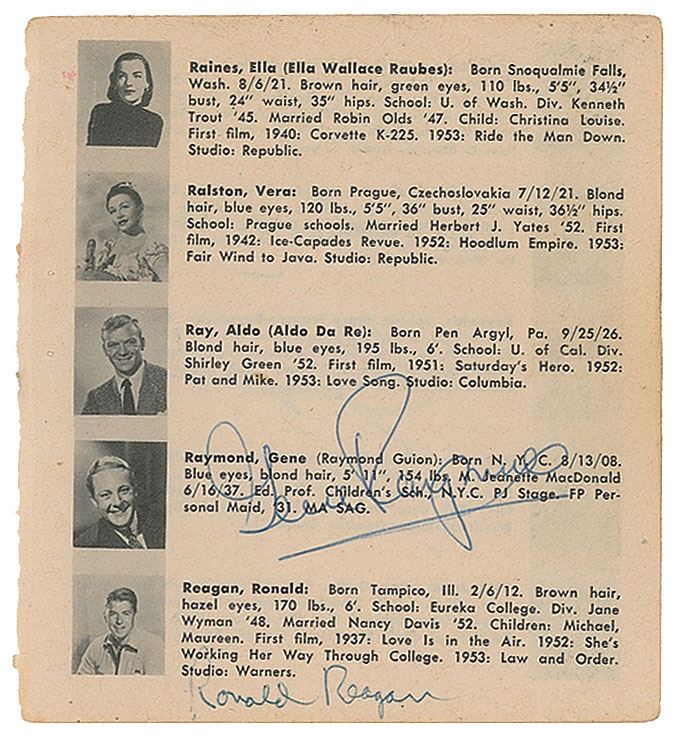 Raines, Ella (Ella Wallace Raubes): Born Snoqualmie Falls,
Wash. 8/6/21. Brown hair, green eyes, 110 lbs., 5'5", 34½"
bust, 24" waist, 35" hips. School: U. of Wash. Div. Kenneth
Trout '45. Married Robin Olds '47. Child: Christina Louise.
First film, 1940: Corvette K-225. 1953: Ride the Man Down.
Studio: Republic.
Ralston, Vera: Born Prague, Czechoslovakia 7/12/21. Blond
hair, blue eyes, 120 lbs., 5'5", 36" bust, 25" waist, 36½" hips.
School: Prague schools. Married Herbert J. Yates '52. First
film, 1942: Ice-Capades Revue. 1952: Hoodlum Empire. 1953:
Fair Wind to Java. Studio: Republic.
Ray, Aldo (Aldo Da Re): Born Pen Argyl, Pa. 9/25/26.
Blond hair, blue eyes, 195 lbs., 6'. School: U. of Cal. Div.
Shirley Green '52. First film, 1951: Saturday's Hero. 1952:
Pat and Mike. 1953: Love Song. Studio: Columbia.
Raymond, Gene (Raymond Guion): Born N. Y. C. 8/13/08.
Blue eyes, blond hair, 5' 11", 154 lbs. M. Jeanette MacDonald
6/16/37. Ed. Prof. Children's Sch., N.Y.C. PJ Stage. FP Per-
sonal Maid, '31. MA SAG.
Gene Raymond
Reagan, Ronald: Born Tampico, Ill. 2/6/12. Brown hair,
hazel eyes, 170 lbs., 6'. School: Eureka College. Div. Jane
Wyman '48. Married Nancy Davis '52. Children: Michael,
Maureen. First film, 1937: Love Is in the Air. 1952: She's
Working Her Way Through College. 1953: Law and Order.
Studio: Warners.
Ronald Reagan